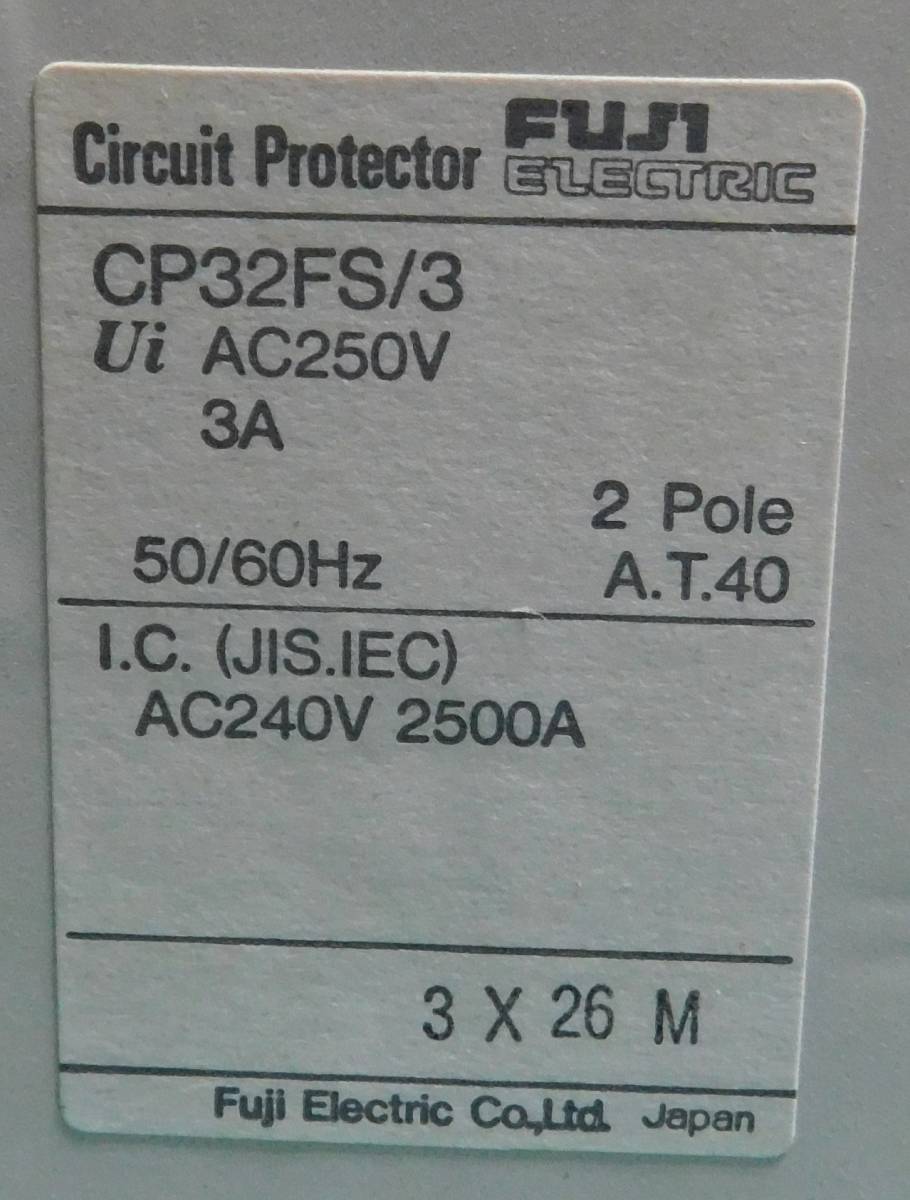 Circuit Protector FUJI ELECTRIC
CP32FS/3
Ui AC250V
3A
2 Pole
50/60Hz A.T.40
I.C. (JIS.IEC)
AC240V 2500A
3 X 26 M
Fuji Electric Co.,Ltd. Japan